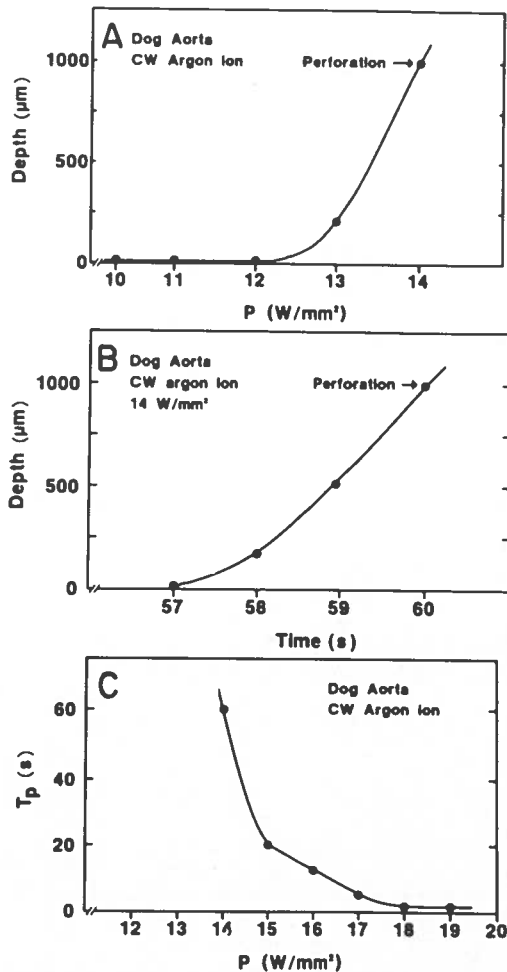 A
Dog Aorta
CW Argon Ion
Perforation →
1000
500
0
Depth (μm)
10 11 12 13 14
P (W/mm²)
B
Dog Aorta
CW argon ion
14 W/mm²
Perforation →
1000
500
0
Depth (μm)
57 58 59 60
Time (s)
C
Dog Aorta
CW Argon Ion
60
40
20
0
Tp (s)
12 13 14 15 16 17 18 19 20
P (W/mm²)